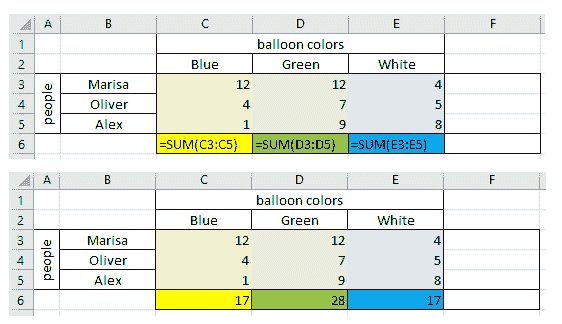 A B C D E F
1 balloon colors
2 Blue Green White
3 Marisa 12 12 4
people
4 Oliver 4 7 5
5 Alex 1 9 8
6 =SUM(C3:C5) =SUM(D3:D5) =SUM(E3:E5)
A B C D E F
1 balloon colors
2 Blue Green White
3 Marisa 12 12 4
people
4 Oliver 4 7 5
5 Alex 1 9 8
6 17 28 17